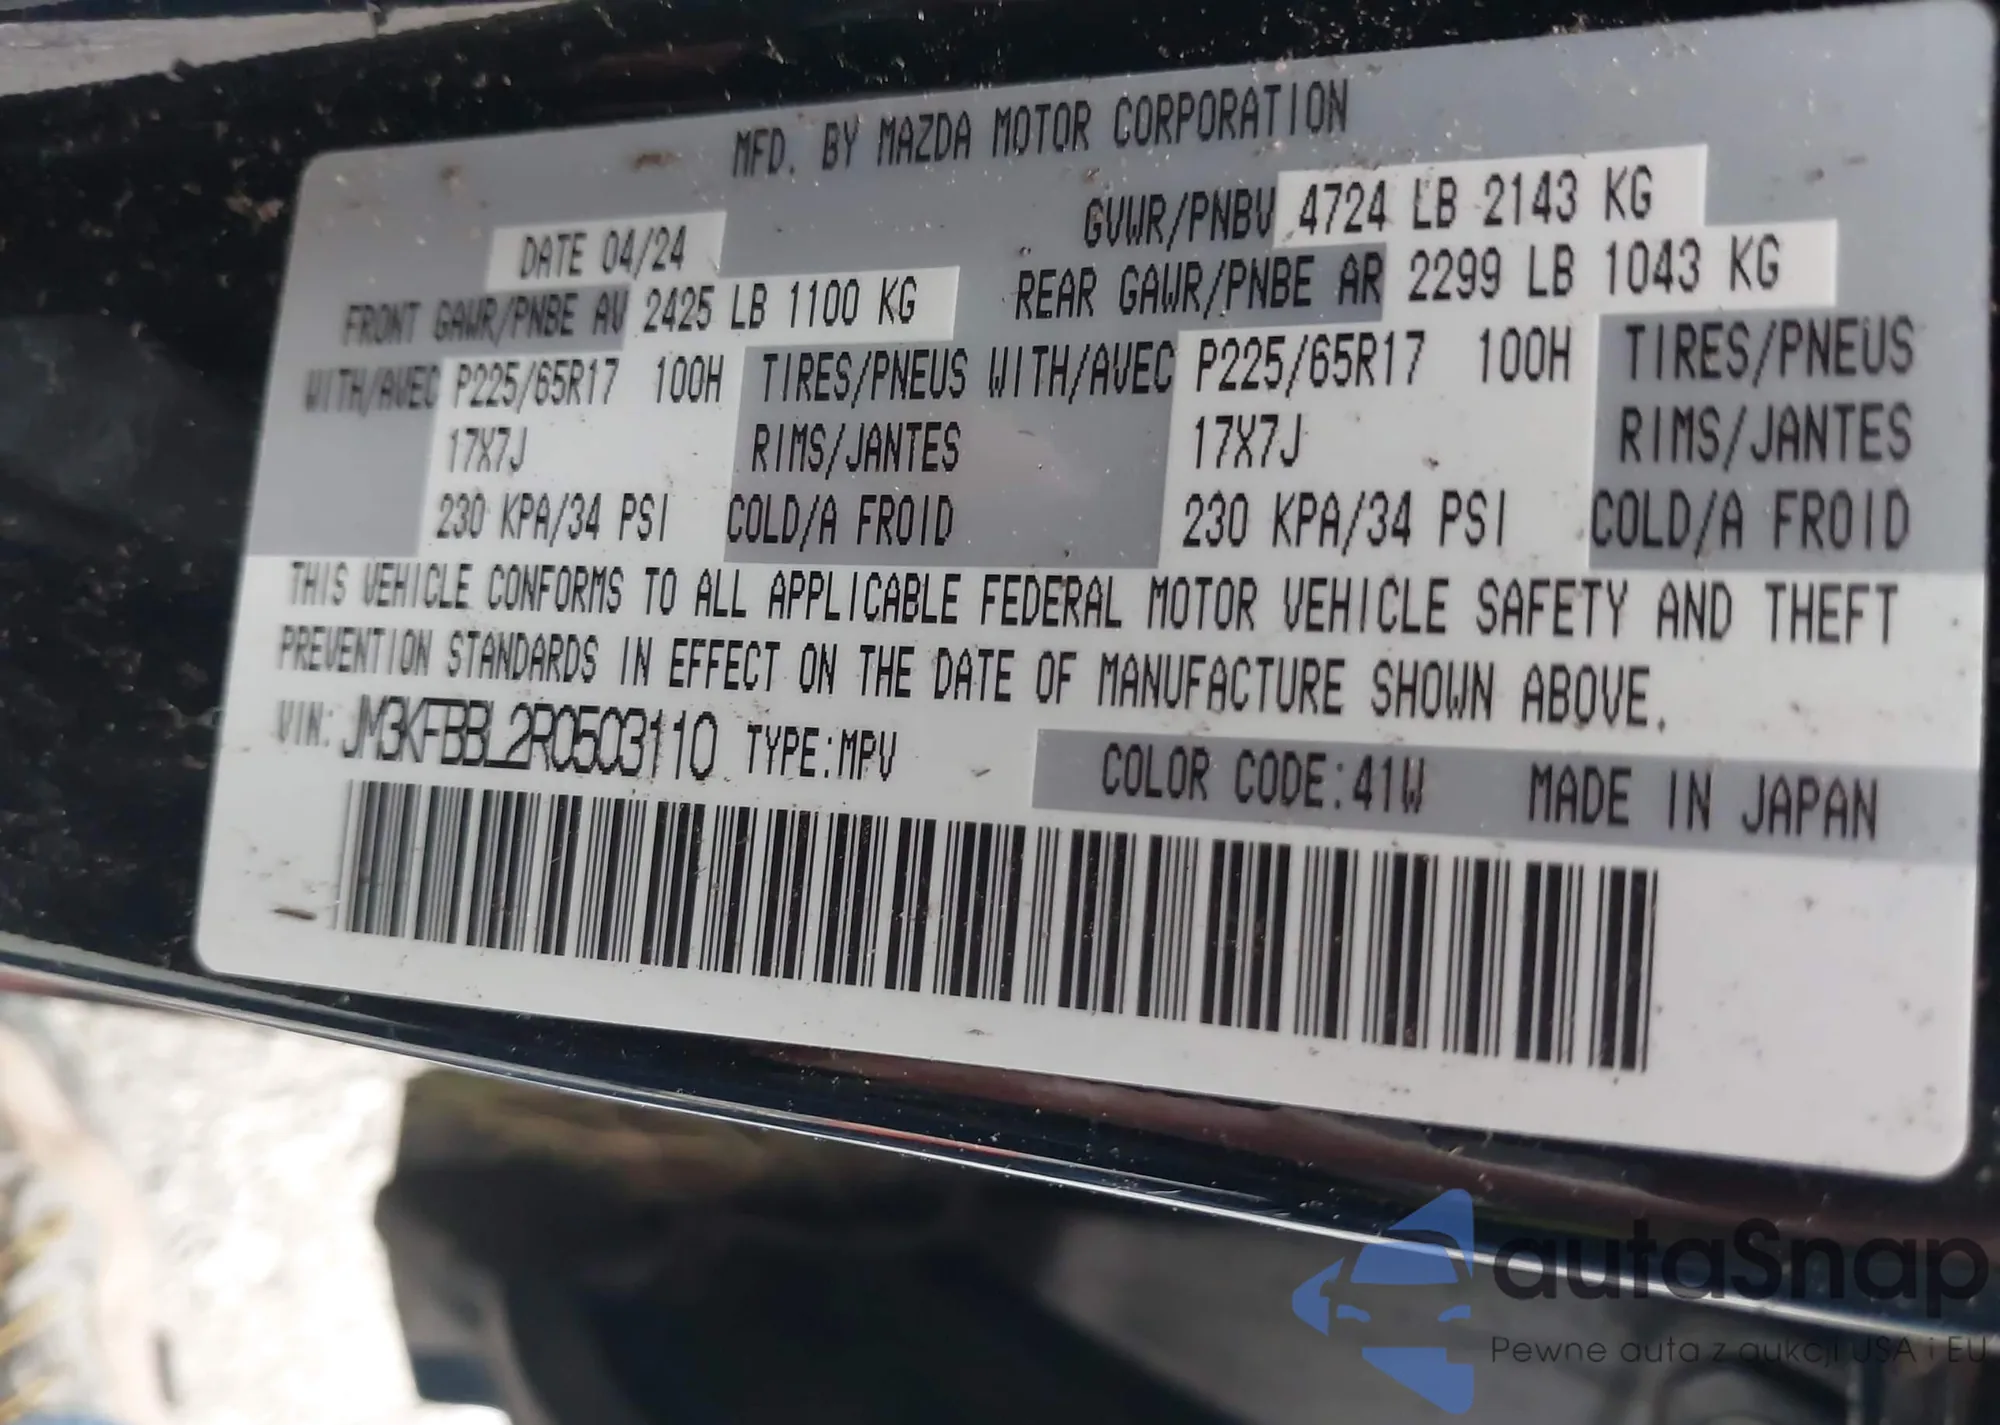 MFD. BY MAZDA MOTOR CORPORATION
DATE 04/24 GVWR/PNBV 4724 LB 2143 KG
FRONT GAWR/PNBE AV 2425 LB 1100 KG REAR GAWR/PNBE AR 2299 LB 1043 KG
WITH/AVEC P225/65R17 100H TIRES/PNEUS WITH/AVEC P225/65R17 100H TIRES/PNEUS
17X7J RIMS/JANTES 17X7J RIMS/JANTES
230 KPA/34 PSI COLD/A FROID 230 KPA/34 PSI COLD/A FROID
THIS VEHICLE CONFORMS TO ALL APPLICABLE FEDERAL MOTOR VEHICLE SAFETY AND THEFT
PREVENTION STANDARDS IN EFFECT ON THE DATE OF MANUFACTURE SHOWN ABOVE.
VIN: JM3KFBBL2R0503110 TYPE:MPV COLOR CODE:41W MADE IN JAPAN
autaSnap
Pewne auta z aukcji USA i EU